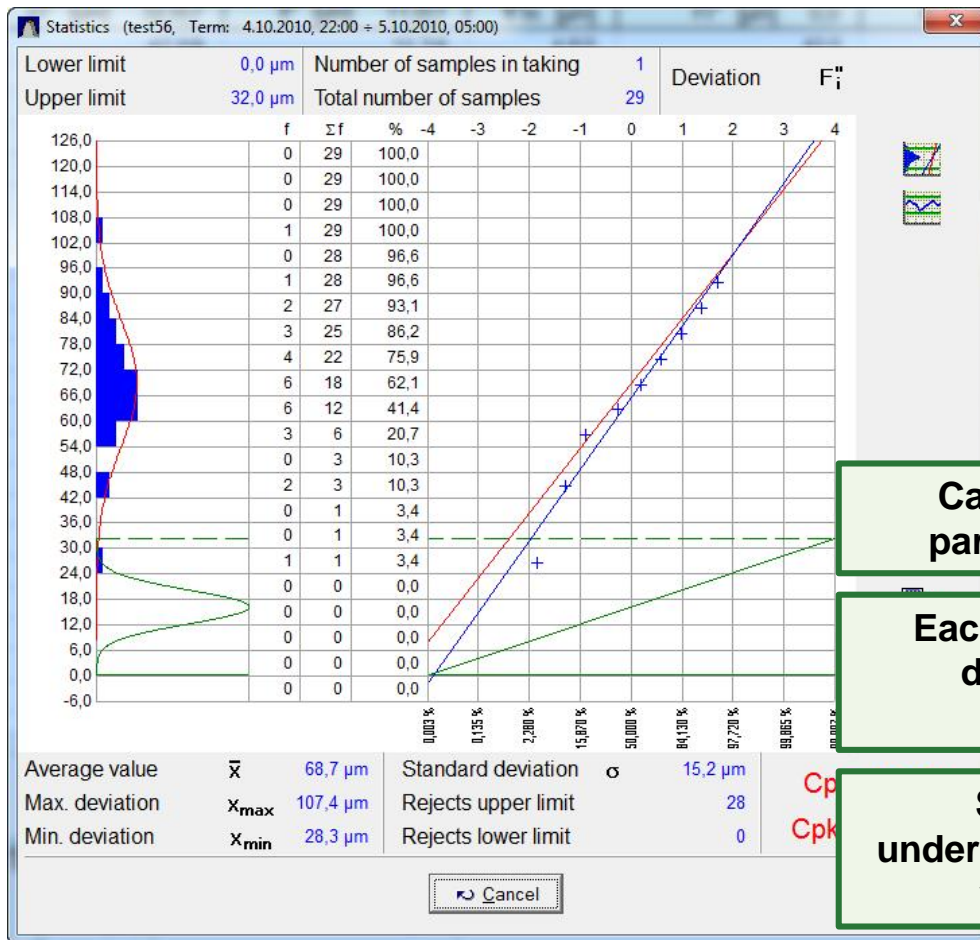 Statistics (test56, Term: 4.10.2010, 22:00 ÷ 5.10.2010, 05:00)
Lower limit 0,0 µm Number of samples in taking 1 Deviation Fi"
Upper limit 32,0 µm Total number of samples 29
f Σf % -4 -3 -2 -1 0 1 2 3 4
126,0
0 29 100,0
120,0
0 29 100,0
114,0
0 29 100,0
108,0
1 29 100,0
102,0
0 28 96,6
96,0
1 28 96,6
90,0
2 27 93,1
84,0
3 25 86,2
78,0
4 22 75,9
72,0
6 18 62,1
66,0
6 12 41,4
60,0
3 6 20,7
54,0
0 3 10,3
48,0
2 3 10,3
42,0
0 1 3,4
36,0
0 1 3,4
30,0
1 1 3,4
24,0
0 0 0,0
18,0
0 0 0,0
12,0
0 0 0,0
6,0
0 0 0,0
0,0
0 0 0,0
-6,0
0,003 % 0,135 % 2,280 % 15,870 % 50,000 % 84,130 % 97,720 % 99,865 %
Average value x̄ 68,7 µm Standard deviation σ 15,2 µm Cp
Max. deviation xmax 107,4 µm Rejects upper limit 28
Min. deviation xmin 28,3 µm Rejects lower limit 0 Cpk
Cancel
Ca
par
Eac
d
S
under